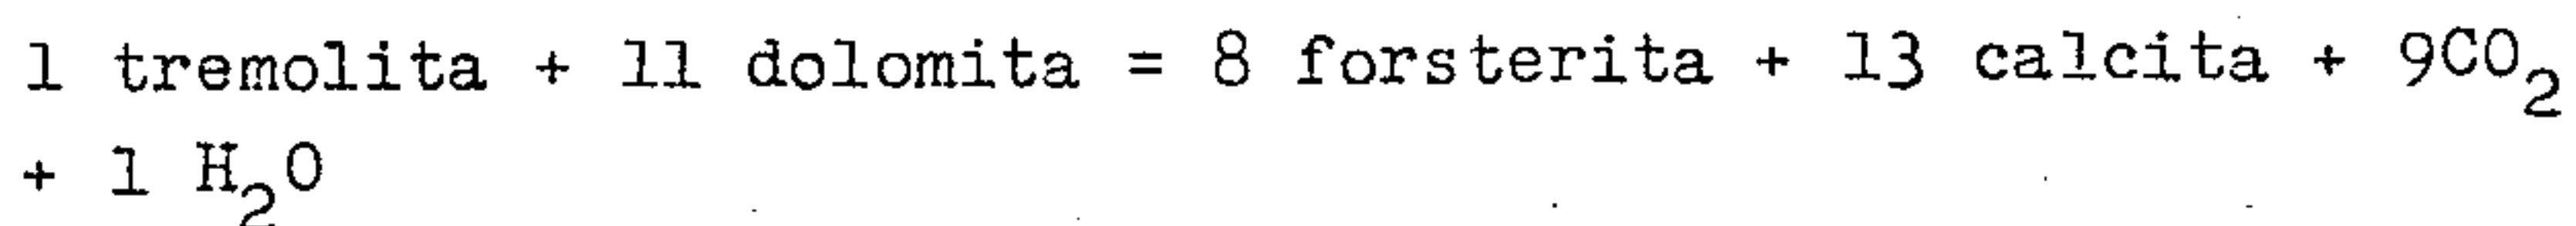 1 tremolita + 11 dolomita = 8 forsterita + 13 calcita + 9CO₂
+ 1 H₂O